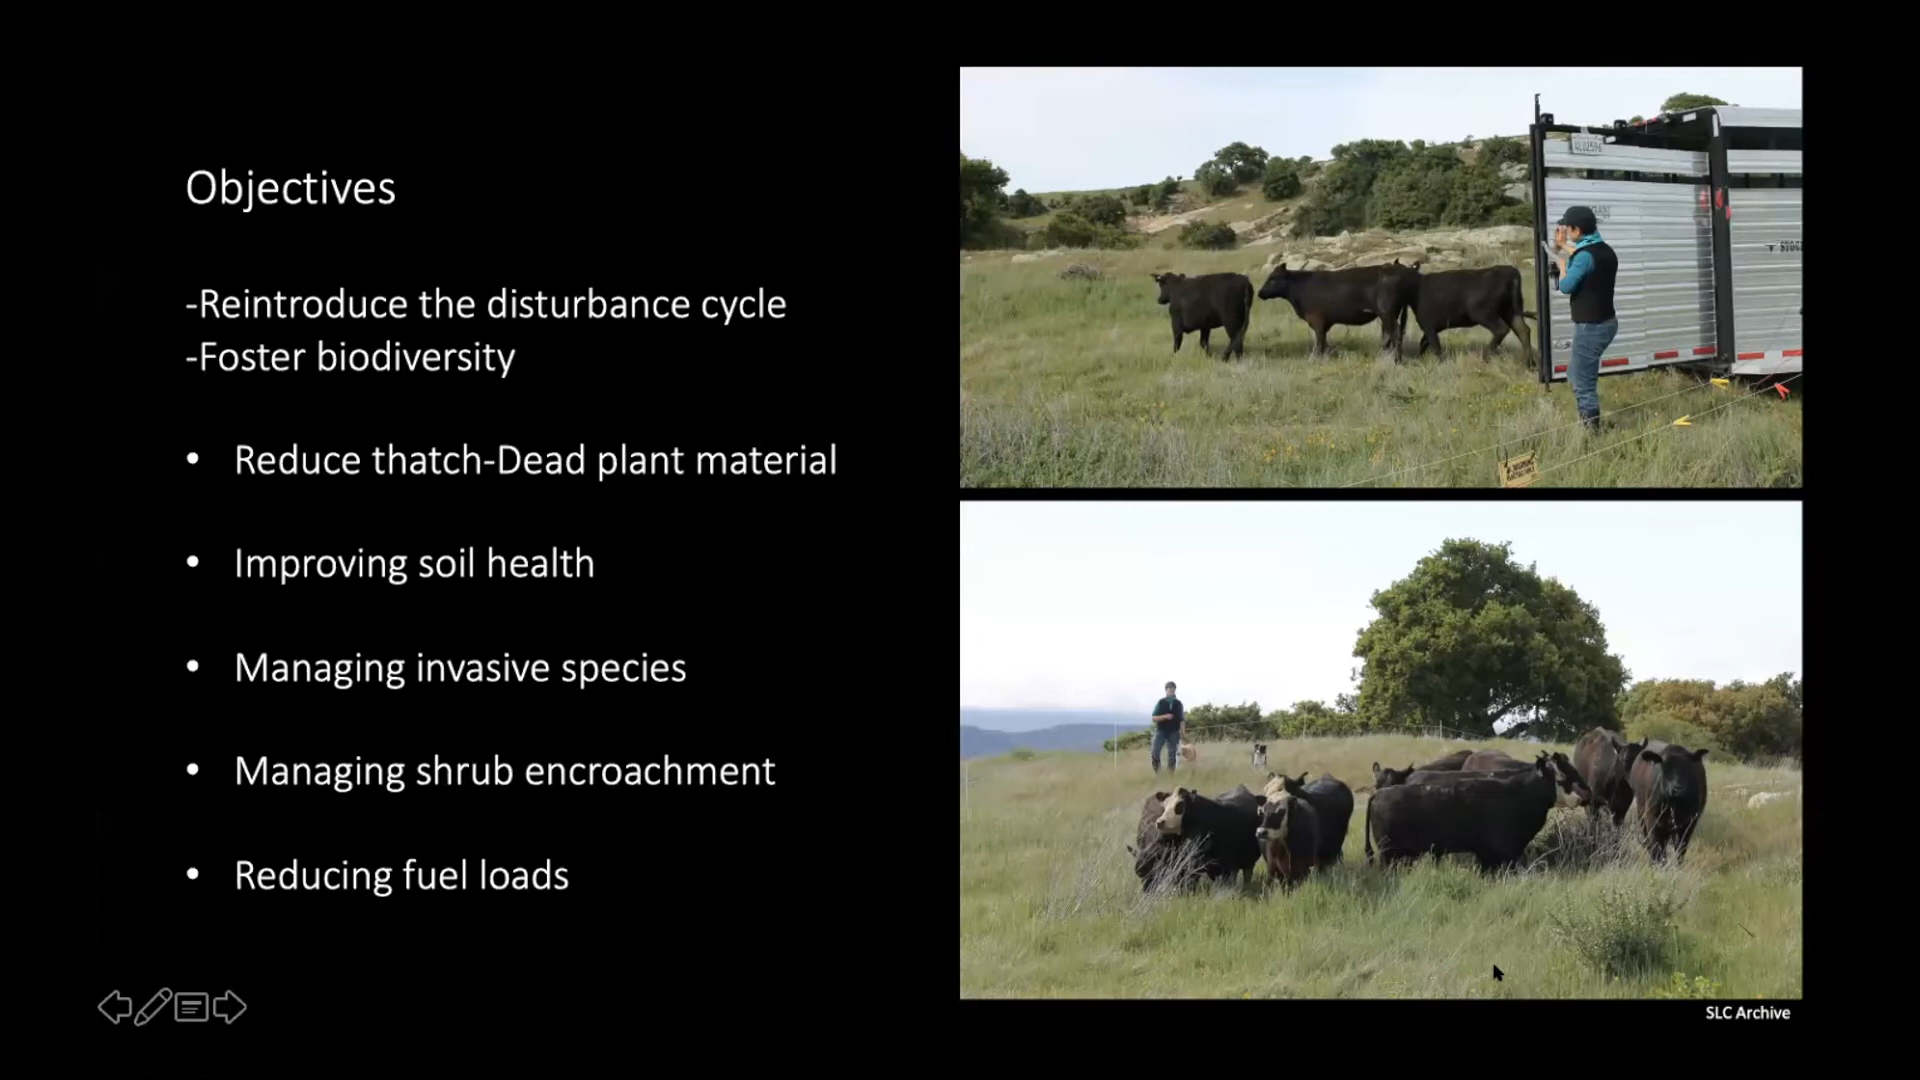 Objectives
-Reintroduce the disturbance cycle
-Foster biodiversity
• Reduce thatch-Dead plant material
• Improving soil health
• Managing invasive species
• Managing shrub encroachment
• Reducing fuel loads
WARNING
SLC Archive